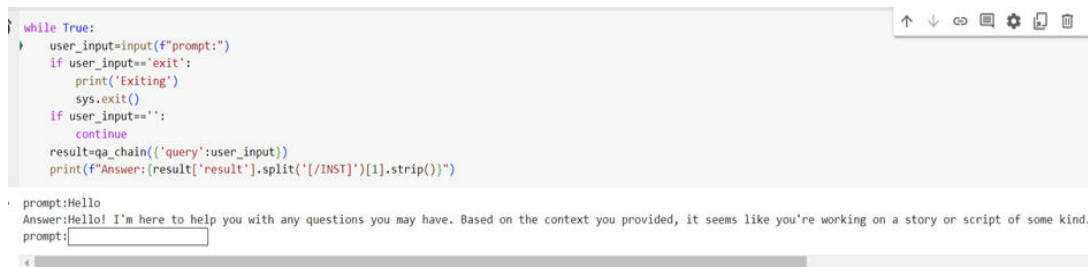 while True:
    user_input=input(f"prompt:")
    if user_input=='exit':
        print('Exiting')
        sys.exit()
    if user_input=='':
        continue
    result=qa_chain({'query':user_input})
    print(f"Answer:{result['result'].split('[/INST]')[1].strip()}")
prompt:Hello
Answer:Hello! I'm here to help you with any questions you may have. Based on the context you provided, it seems like you're working on a story or script of some kind.
prompt: